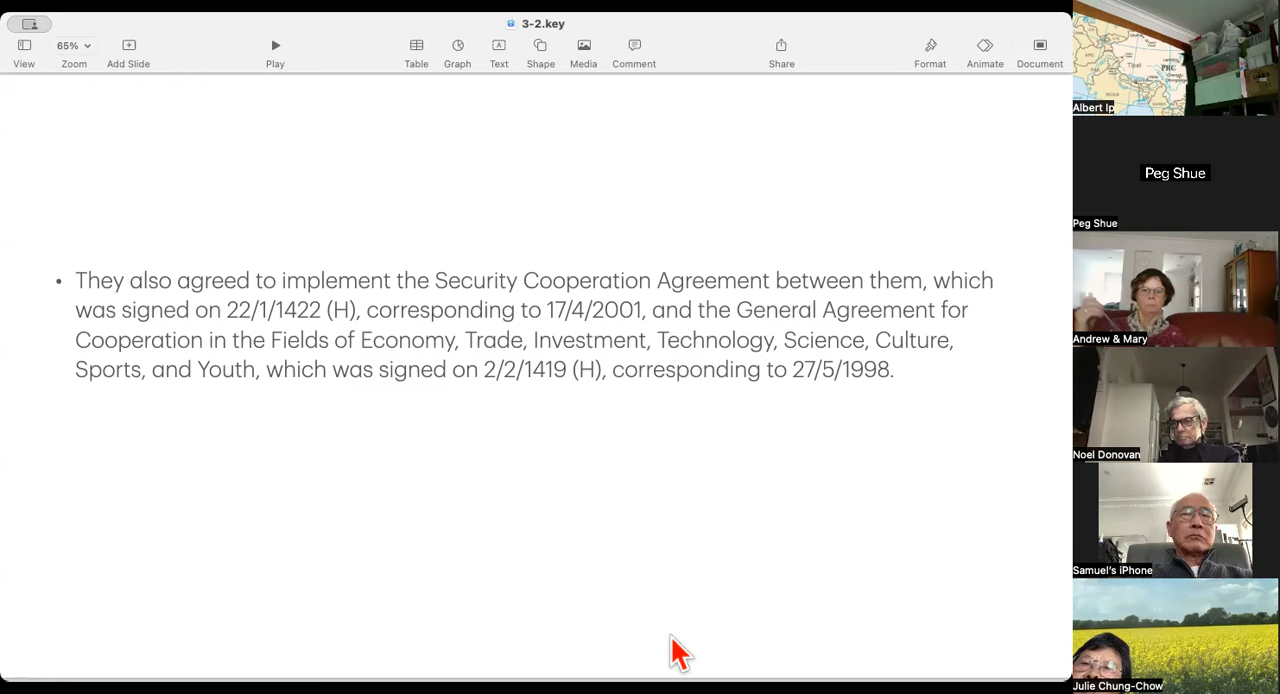 3-2.key
65%
View
Zoom
Add Slide
Play
Table
Graph
Text
Shape
Media
Comment
Share
Format
Animate
Document
• They also agreed to implement the Security Cooperation Agreement between them, which
was signed on 22/1/1422 (H), corresponding to 17/4/2001, and the General Agreement for
Cooperation in the Fields of Economy, Trade, Investment, Technology, Science, Culture,
Sports, and Youth, which was signed on 2/2/1419 (H), corresponding to 27/5/1998.
Tibet
PRC
Albert Ip
Peg Shue
Peg Shue
Andrew & Mary
Noel Donovan
Samuel's iPhone
Julie Chung-Chow